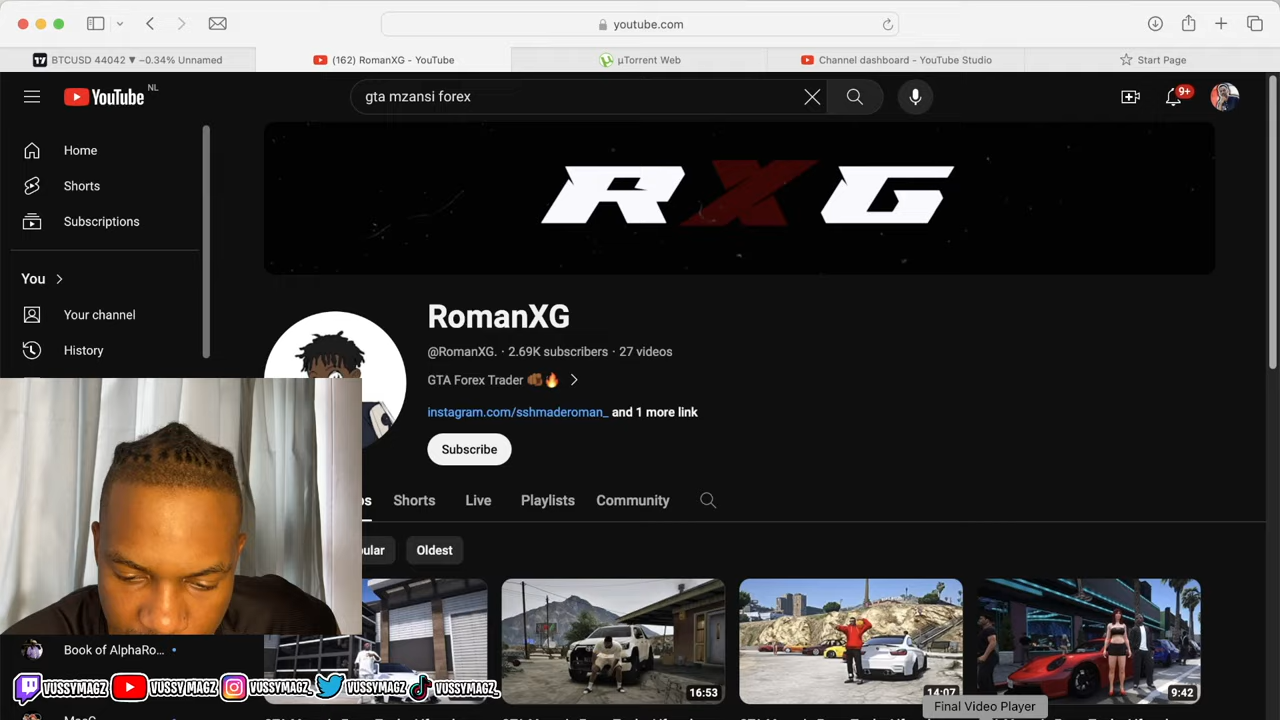 youtube.com
BTCUSD 44042 ▼ −0.34% Unnamed
(162) RomanXG - YouTube
µTorrent Web
Channel dashboard - YouTube Studio
Start Page
YouTube NL
gta mzansi forex
9+
Home
Shorts
Subscriptions
You
Your channel
History
RXG
RomanXG
@RomanXG. · 2.69K subscribers · 27 videos
GTA Forex Trader
instagram.com/sshmaderoman_ and 1 more link
Subscribe
Shorts
Live
Playlists
Community
Oldest
16:53
14:07
9:42
Final Video Player
Book of AlphaRo...
VUSSYMAGZ
VUSSY MAGZ
VUSSYMAGZ_
VUSSYMAGZ
VUSSYMAGZ_